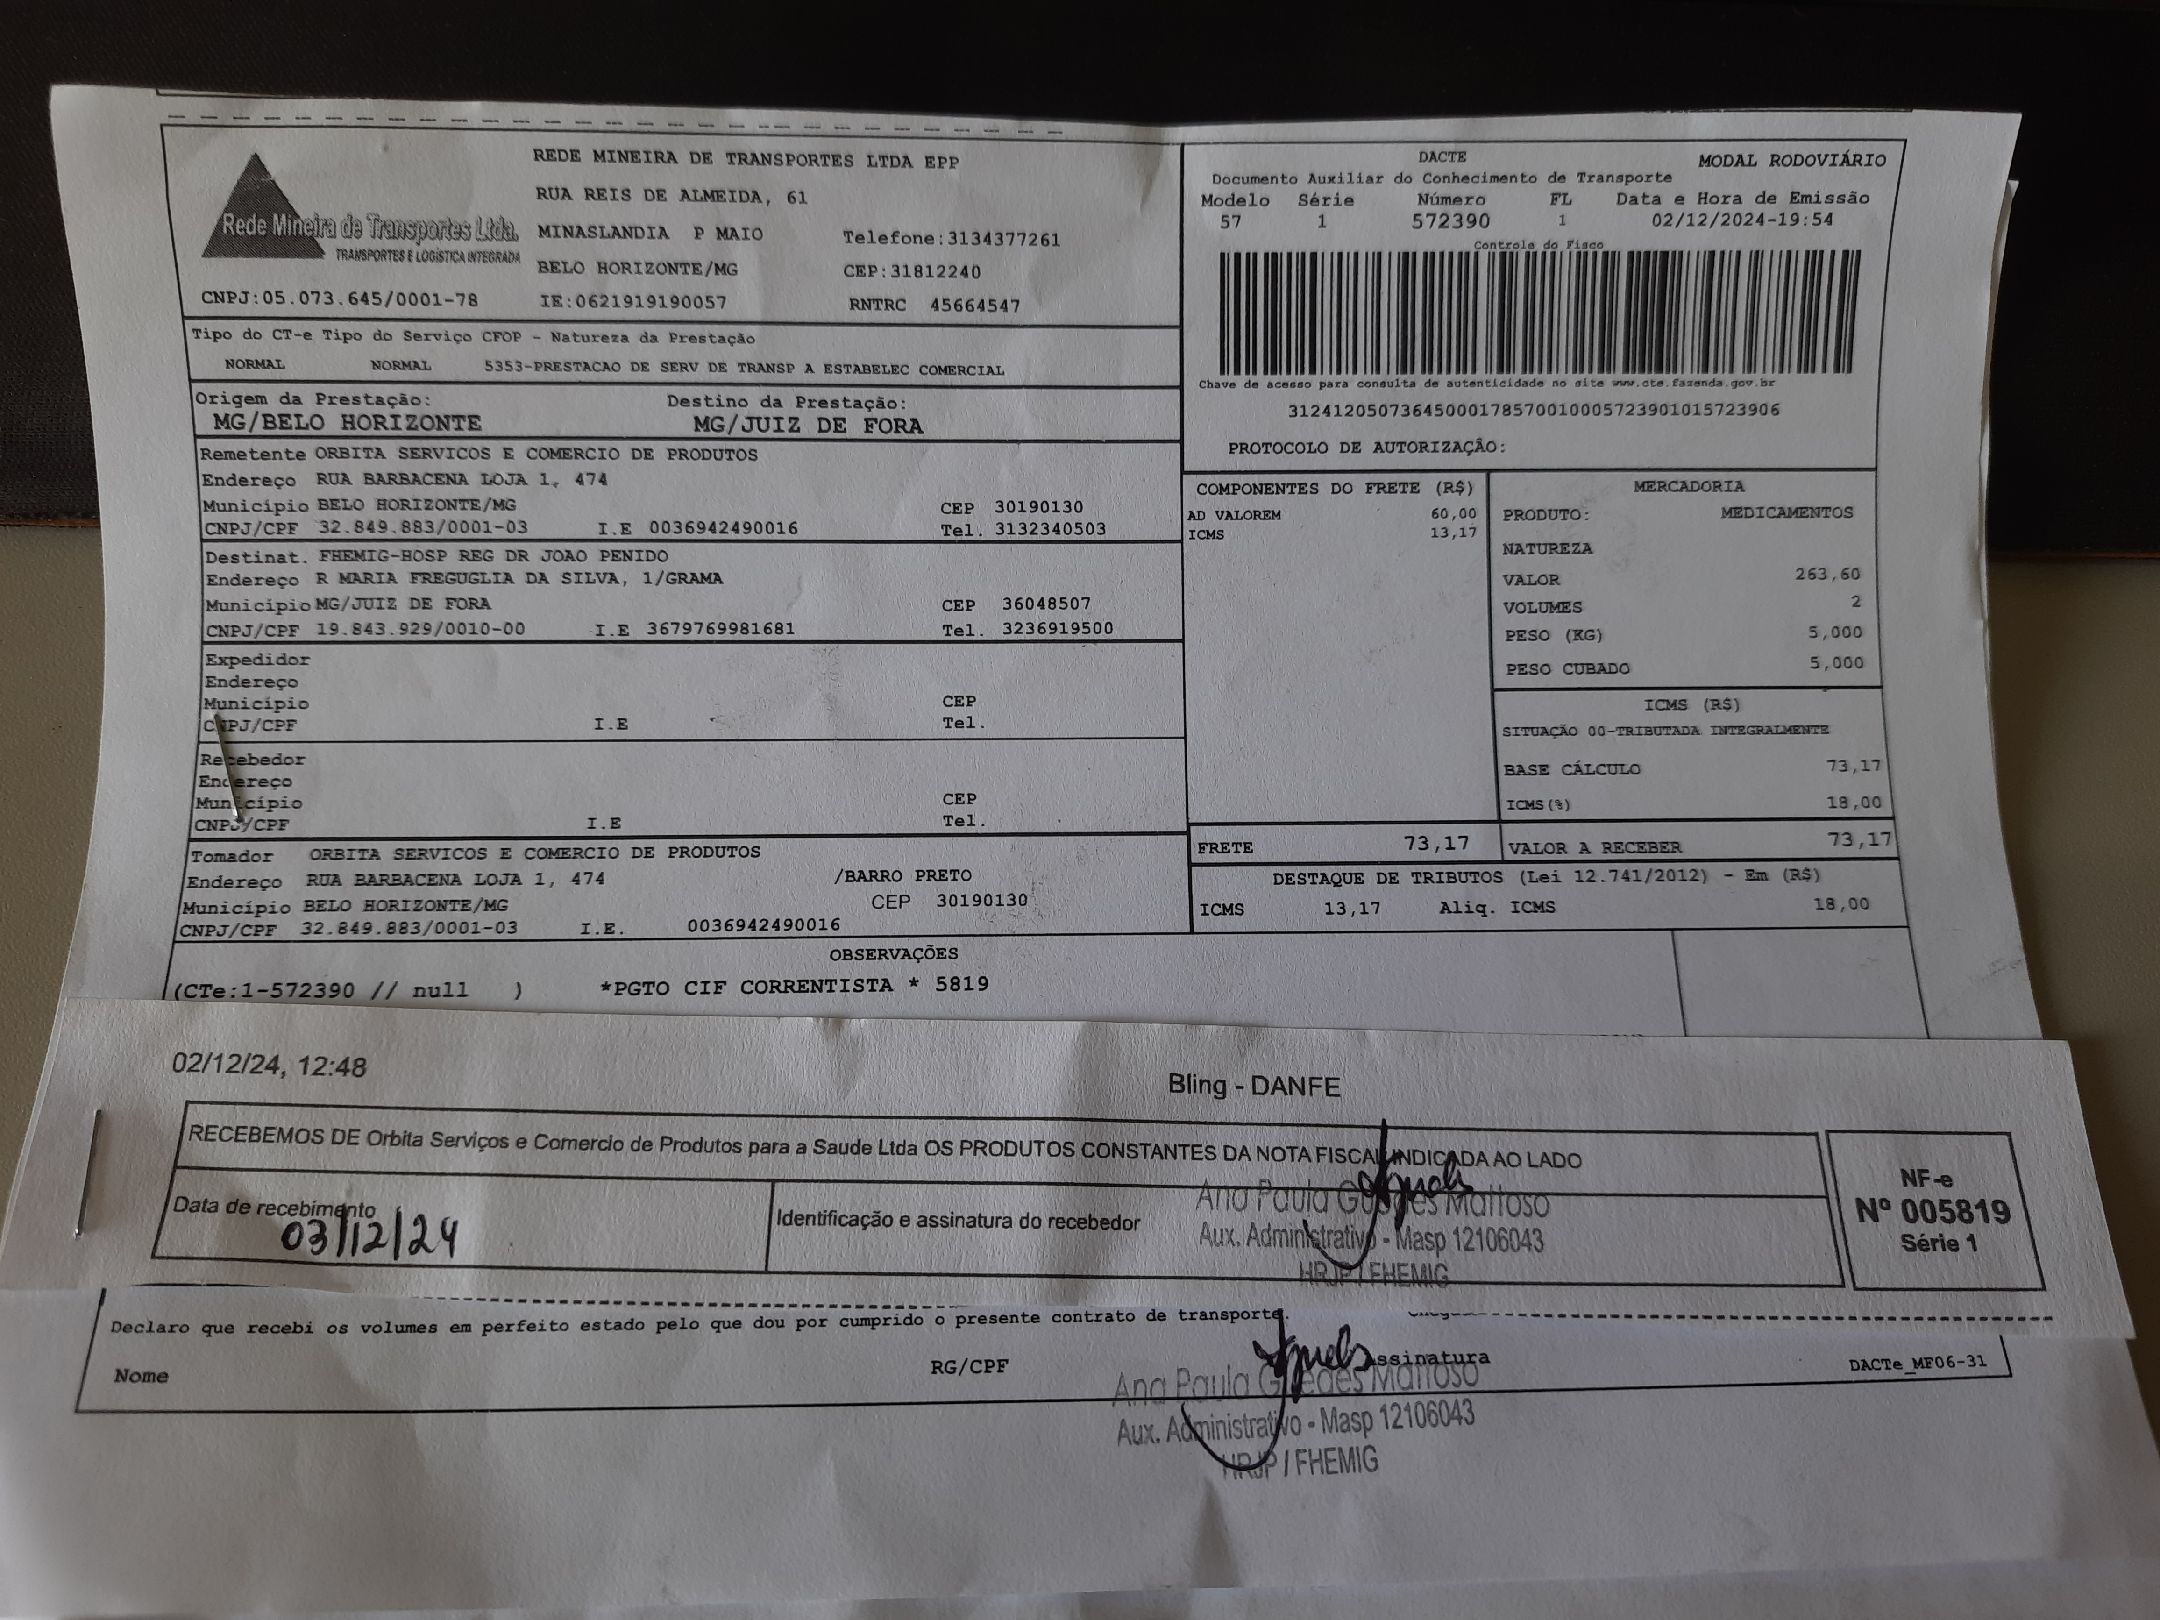 Rede Mineira de Transportes Ltda.
TRANSPORTES E LOGÍSTICA INTEGRADA
CNPJ:05.073.645/0001-78
REDE MINEIRA DE TRANSPORTES LTDA EPP
RUA REIS DE ALMEIDA, 61
MINASLANDIA P MAIO Telefone:3134377261
BELO HORIZONTE/MG CEP:31812240
IE:0621919190057 RNTRC 45664547
DACTE MODAL RODOVIÁRIO
Documento Auxiliar do Conhecimento de Transporte
Modelo Série Número FL Data e Hora de Emissão
57 1 572390 1 02/12/2024-19:54
Controle do Fisco
Chave de acesso para consulta de autenticidade no site www.cte.fazenda.gov.br
31241205073645000178570010005723901015723906
PROTOCOLO DE AUTORIZAÇÃO:
Tipo do CT-e Tipo do Serviço CFOP - Natureza da Prestação
NORMAL NORMAL 5353-PRESTACAO DE SERV DE TRANSP A ESTABELEC COMERCIAL
Origem da Prestação: Destino da Prestação:
MG/BELO HORIZONTE MG/JUIZ DE FORA
Remetente ORBITA SERVICOS E COMERCIO DE PRODUTOS
Endereço RUA BARBACENA LOJA 1, 474
Município BELO HORIZONTE/MG CEP 30190130
CNPJ/CPF 32.849.883/0001-03 I.E 0036942490016 Tel. 3132340503
Destinat. FHEMIG-HOSP REG DR JOAO PENIDO
Endereço R MARIA FREGUGLIA DA SILVA, 1/GRAMA
Município MG/JUIZ DE FORA CEP 36048507
CNPJ/CPF 19.843.929/0010-00 I.E 3679769981681 Tel. 3236919500
Expedidor
Endereço
Município CEP
CNPJ/CPF I.E Tel.
Recebedor
Endereço
Município CEP
CNPJ/CPF I.E Tel.
Tomador ORBITA SERVICOS E COMERCIO DE PRODUTOS
Endereço RUA BARBACENA LOJA 1, 474 /BARRO PRETO
Município BELO HORIZONTE/MG CEP 30190130
CNPJ/CPF 32.849.883/0001-03 I.E. 0036942490016
COMPONENTES DO FRETE (R$)
AD VALOREM 60,00
ICMS 13,17
MERCADORIA
PRODUTO: MEDICAMENTOS
NATUREZA
VALOR 263,60
VOLUMES 2
PESO (KG) 5,000
PESO CUBADO 5,000
ICMS (R$)
SITUAÇÃO 00-TRIBUTADA INTEGRALMENTE
BASE CÁLCULO 73,17
ICMS(%) 18,00
FRETE 73,17 VALOR A RECEBER 73,17
DESTAQUE DE TRIBUTOS (Lei 12.741/2012) - Em (R$)
ICMS 13,17 Aliq. ICMS 18,00
OBSERVAÇÕES
(CTe:1-572390 // null ) *PGTO CIF CORRENTISTA * 5819
02/12/24, 12:48 Bling - DANFE
RECEBEMOS DE Orbita Serviços e Comercio de Produtos para a Saude Ltda OS PRODUTOS CONSTANTES DA NOTA FISCAL INDICADA AO LADO
Data de recebimento
03/12/24
Identificação e assinatura do recebedor
Ana Paula Guedes Mattoso
Aux. Administrativo - Masp 12106043
HRJP / FHEMIG
NF-e
Nº 005819
Série 1
Declaro que recebi os volumes em perfeito estado pelo que dou por cumprido o presente contrato de transporte.
Nome RG/CPF Assinatura DACTe_MF06-31
Ana Paula Guedes Mattoso
Aux. Administrativo - Masp 12106043
HRJP / FHEMIG